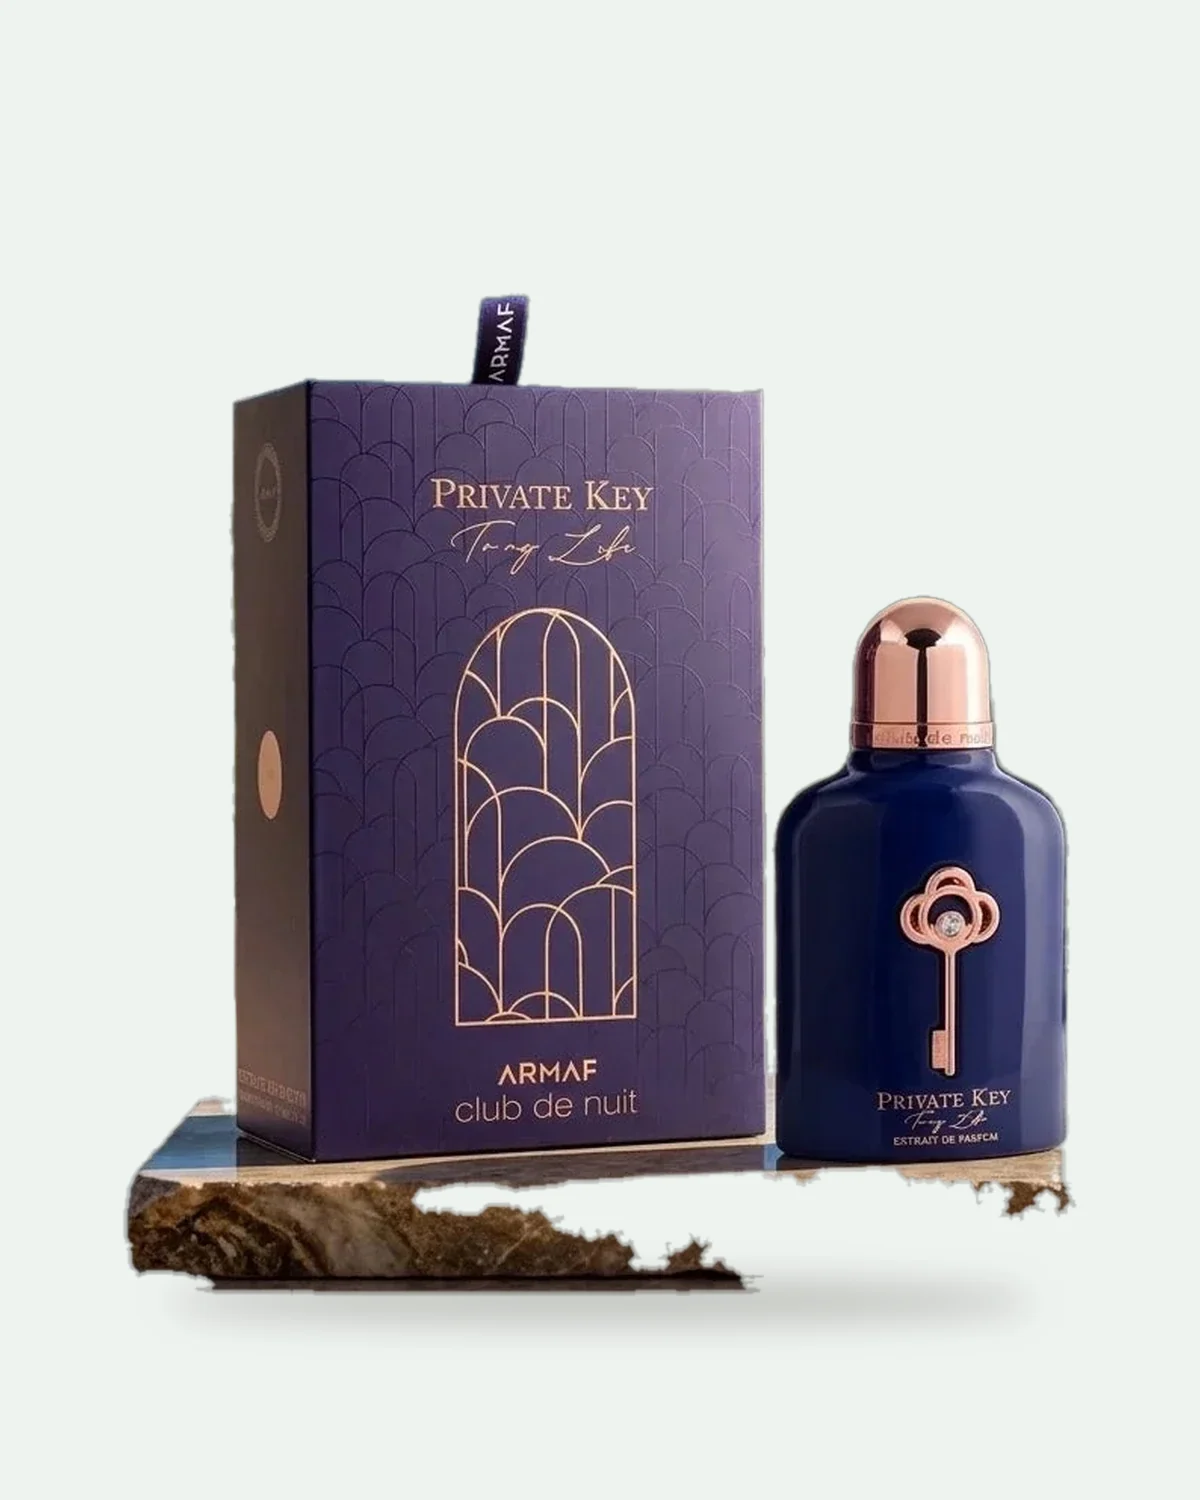 ARMAF
PRIVATE KEY
To my Life
ARMAF
club de nuit
PRIVATE KEY
To my Life
ESTRAIT DE PASFCM